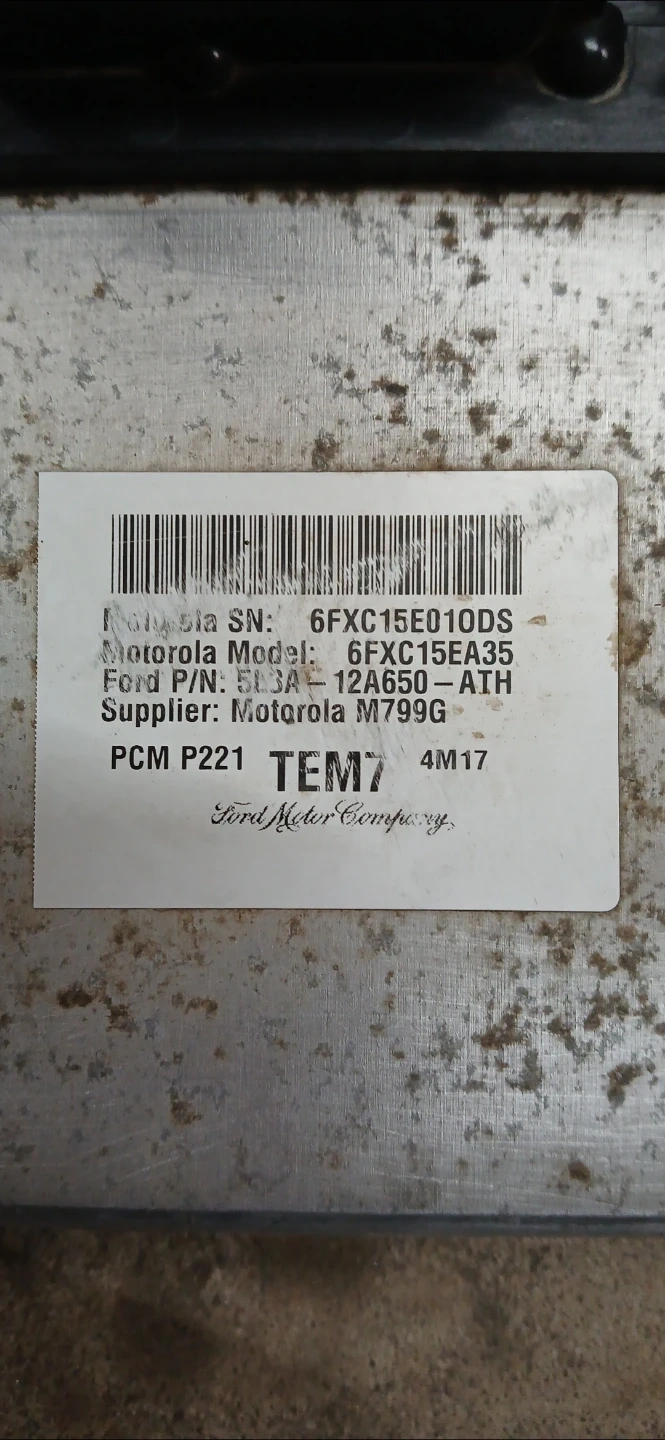 Motorola SN: 6FXC15E010DS
Motorola Model: 6FXC15EA35
Ford P/N: 5L3A-12A650-ATH
Supplier: Motorola M799G
PCM P221 TEM7 4M17
Ford Motor Company,